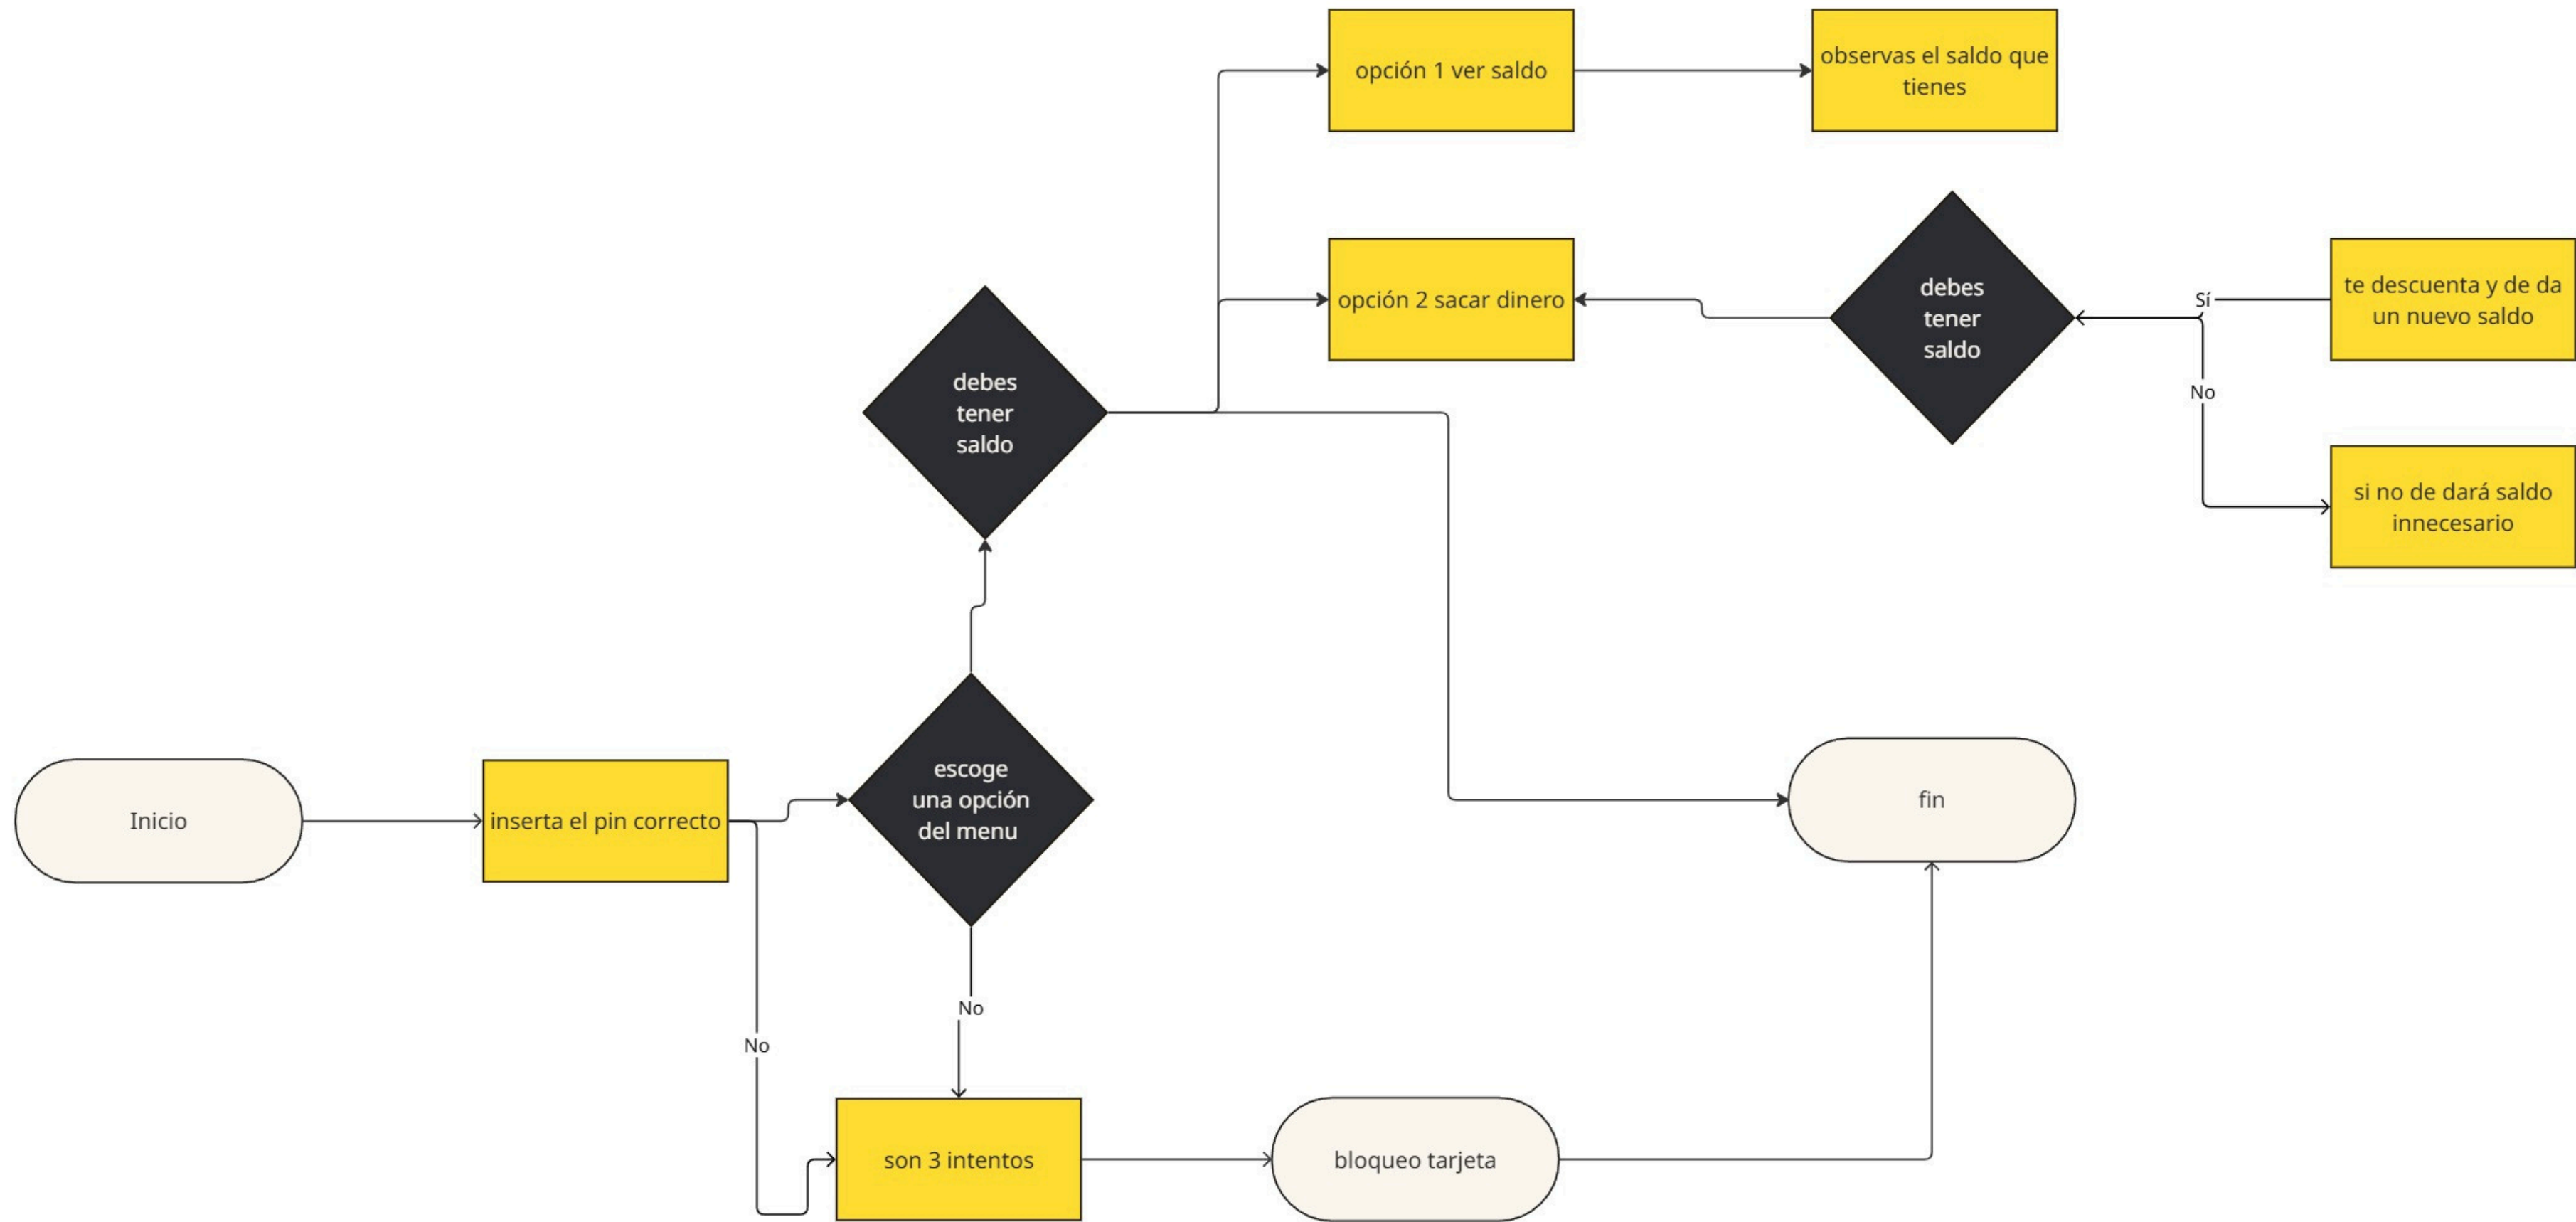 opción 1 ver saldo
observas el saldo que
tienes
opción 2 sacar dinero
debes
tener
saldo
Sí
te descuenta y de da
un nuevo saldo
No
si no de dará saldo
innecesario
debes
tener
saldo
Inicio
inserta el pin correcto
escoge
una opción
del menu
fin
No
No
son 3 intentos
bloqueo tarjeta